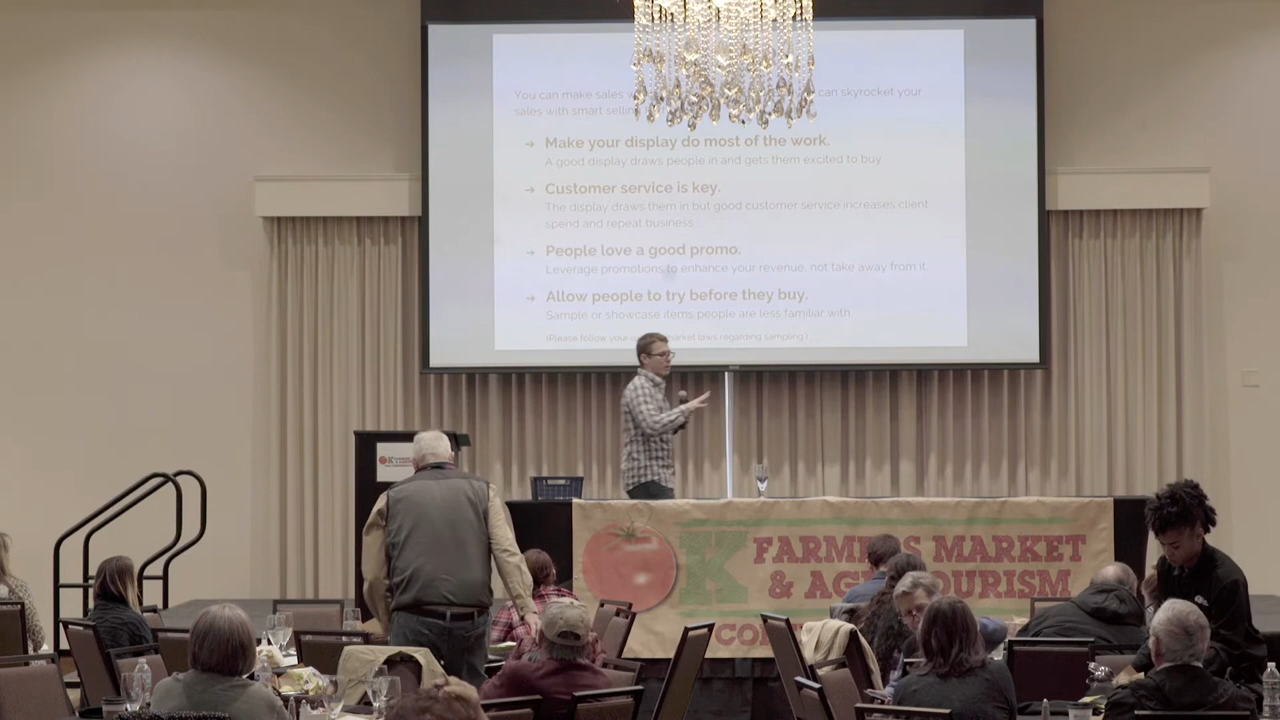 You can make sales can skyrocket your
sales with smart selling
→ Make your display do most of the work.
A good display draws people in and gets them excited to buy
→ Customer service is key.
The display draws them in but good customer service increases client
spend and repeat business.
→ People love a good promo.
Leverage promotions to enhance your revenue, not take away from it.
→ Allow people to try before they buy.
Sample or showcase items people are less familiar with
(Please follow your market laws regarding sampling.)
K FARMERS MARKET
& AGRITOURISM